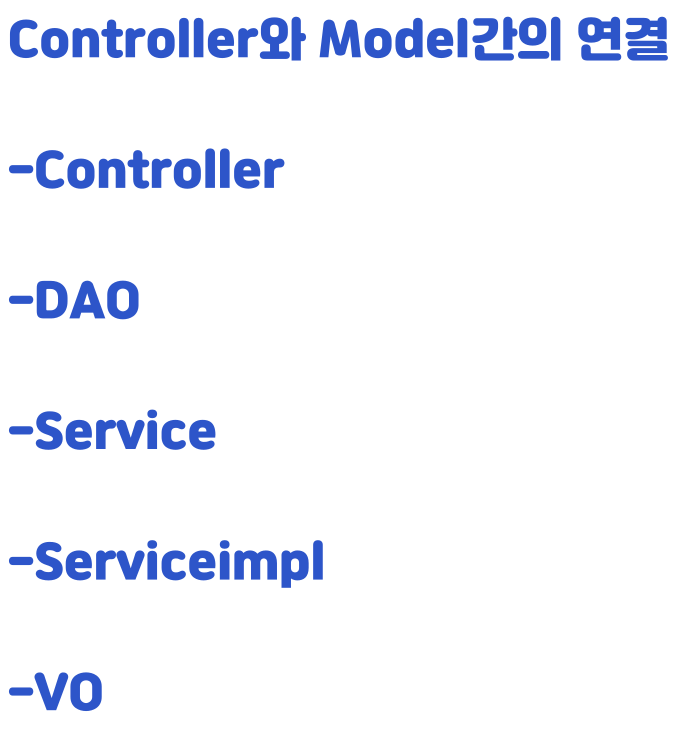 Controller와 Model간의 연결
-Controller
-DAO
-Service
-Serviceimpl
-VO